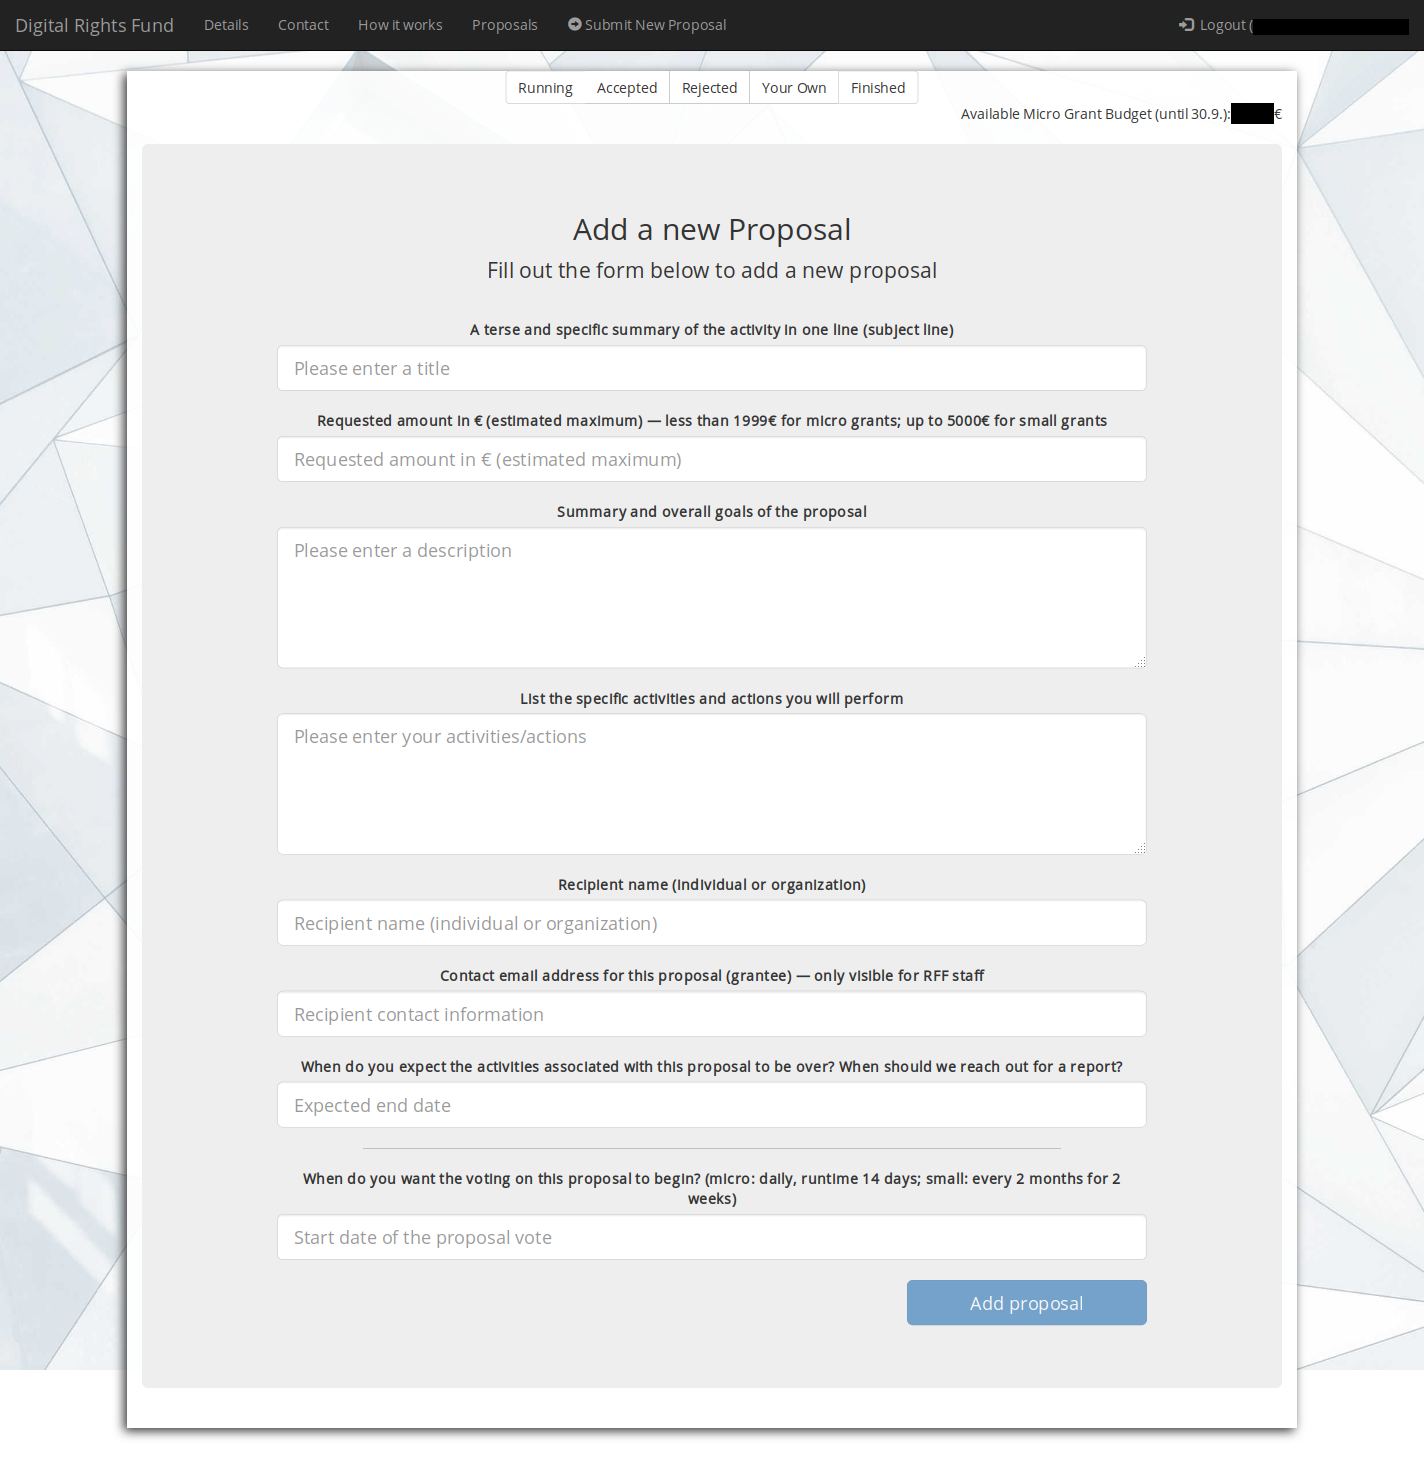 Digital Rights Fund Details Contact How it works Proposals Submit New Proposal Logout (
Running Accepted Rejected Your Own Finished
Available Micro Grant Budget (until 30.9.): €
Add a new Proposal
Fill out the form below to add a new proposal
A terse and specific summary of the activity in one line (subject line)
Please enter a title
Requested amount in € (estimated maximum) — less than 1999€ for micro grants; up to 5000€ for small grants
Requested amount in € (estimated maximum)
Summary and overall goals of the proposal
Please enter a description
List the specific activities and actions you will perform
Please enter your activities/actions
Recipient name (individual or organization)
Recipient name (individual or organization)
Contact email address for this proposal (grantee) — only visible for RFF staff
Recipient contact information
When do you expect the activities associated with this proposal to be over? When should we reach out for a report?
Expected end date
When do you want the voting on this proposal to begin? (micro: daily, runtime 14 days; small: every 2 months for 2
weeks)
Start date of the proposal vote
Add proposal